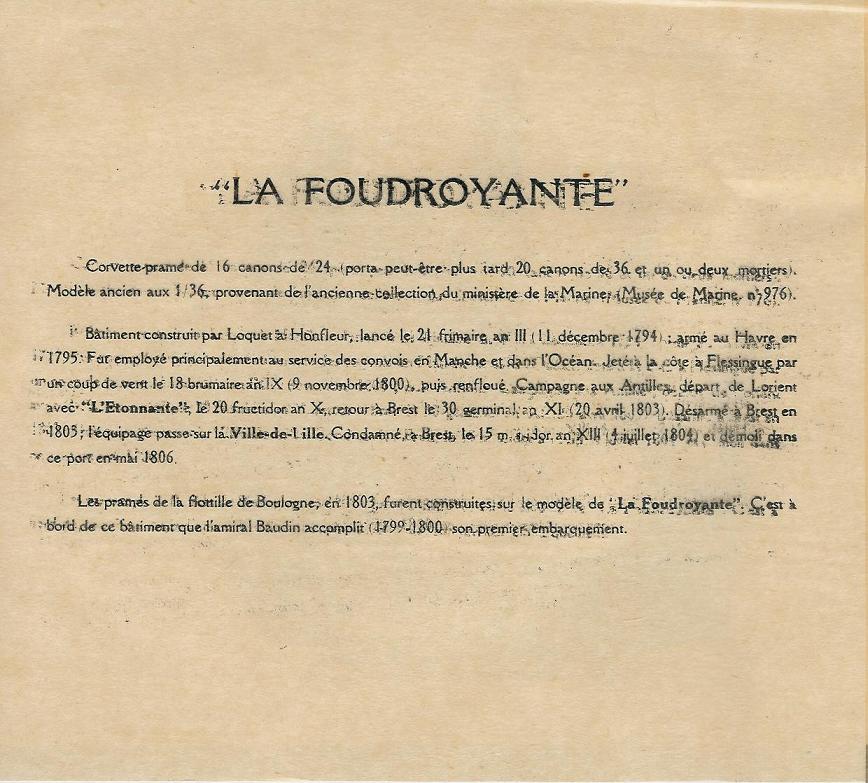 “LA FOUDROYANTE”
Corvette-prame de 16 canons de 24 (porta peut-être plus tard 20 canons de 36 et un ou deux mortiers).
Modèle ancien aux 1/36, provenant de l'ancienne collection du ministère de la Marine, (Musée de Marine, n° 976).
Bâtiment construit par Loquet à Honfleur, lancé le 21 frimaire an III (11 décembre 1794) ; armé au Havre en
1795. Fut employé principalement au service des convois en Manche et dans l'Océan. Jeté à la côte à Flessingue par
un coup de vent le 18 brumaire an IX (9 novembre 1800), puis renfloué. Campagne aux Antilles, départ de Lorient
avec “L'Etonnante”, le 20 fructidor an X, retour à Brest le 30 germinal an XI (20 avril 1803). Désarmé à Brest en
1803 ; l'équipage passe sur la Ville-de-Lille. Condamné, à Brest, le 15 an XIII 4 juillet 1804) et démoli dans
ce port en mai 1806.
Les prames de la flottille de Boulogne, en 1803, furent construites sur le modèle de “La Foudroyante”. C'est à
bord de ce bâtiment que l'amiral Baudin accomplit (1799-1800 son premier embarquement.